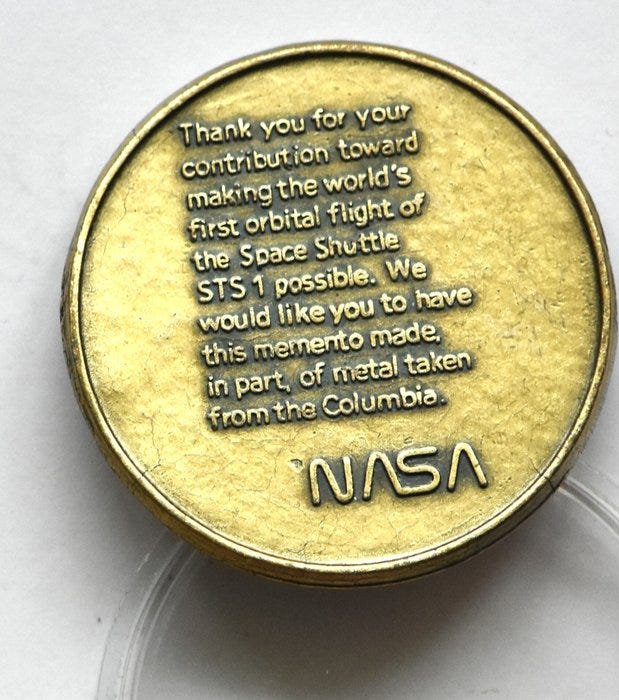 Thank you for your
contribution toward
making the world's
first orbital flight of
the Space Shuttle
STS 1 possible. We
would like you to have
this memento made,
in part, of metal taken
from the Columbia.
NASA